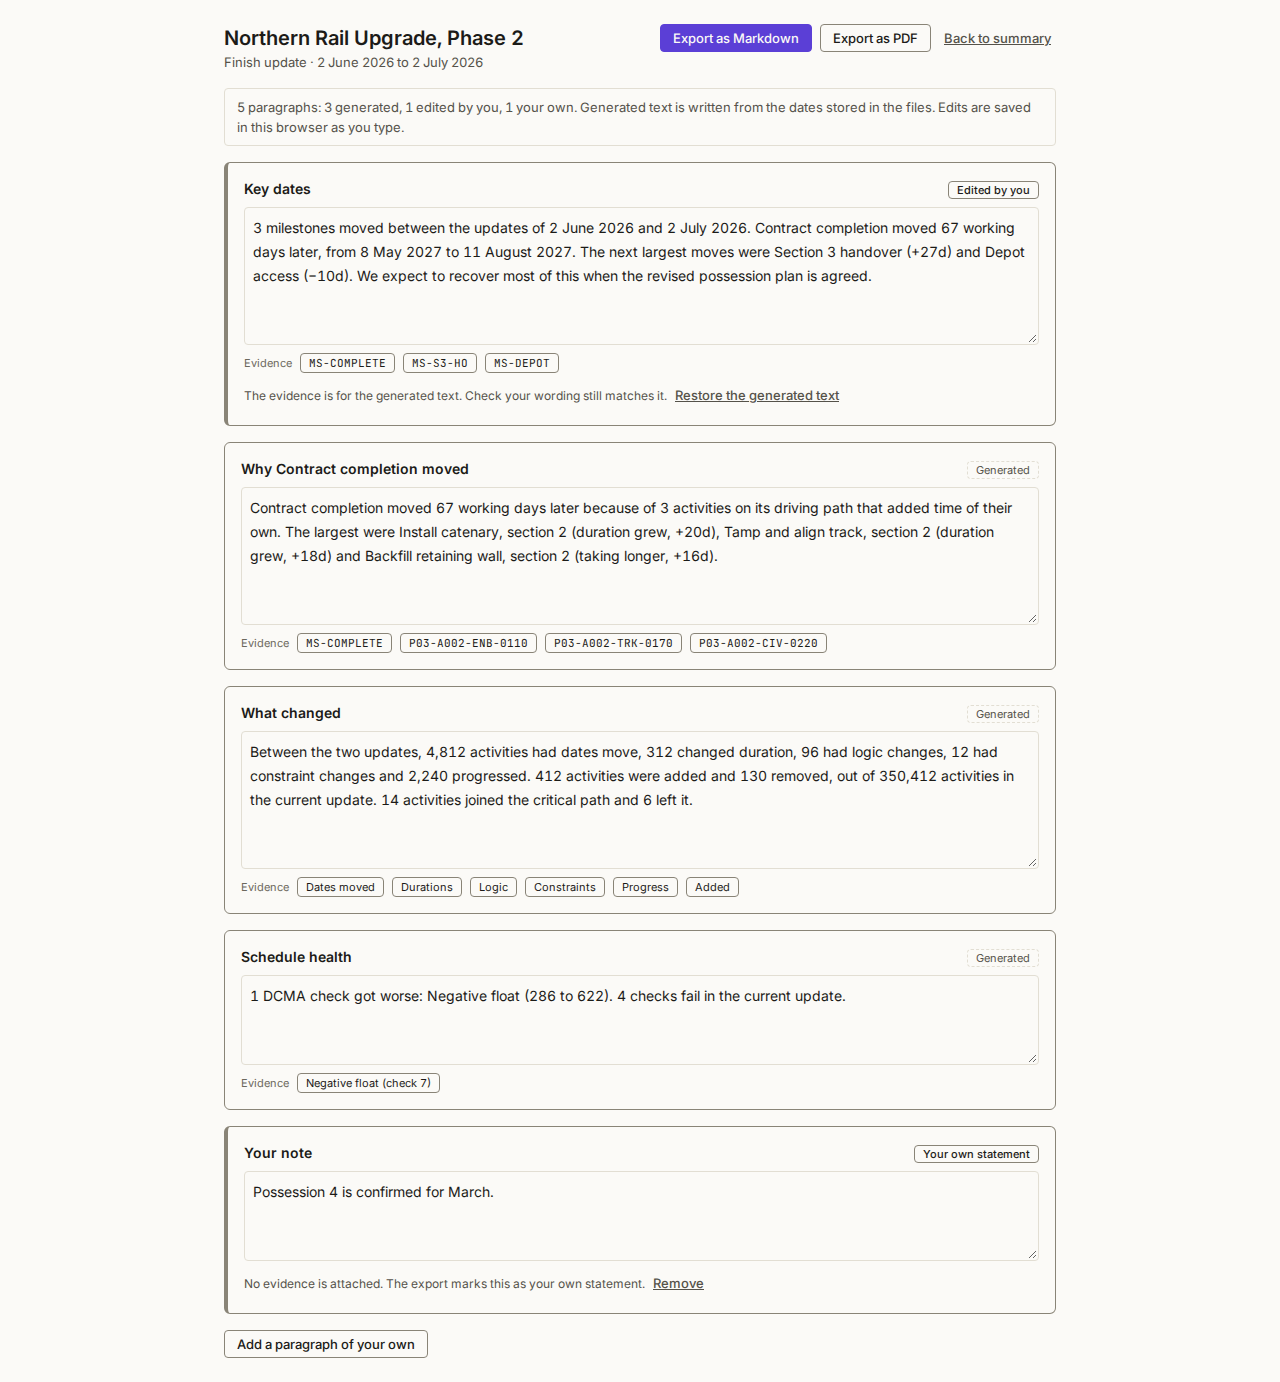 Northern Rail Upgrade, Phase 2
Export as Markdown
Export as PDF
Back to summary
Finish update · 2 June 2026 to 2 July 2026
5 paragraphs: 3 generated, 1 edited by you, 1 your own. Generated text is written from the dates stored in the files. Edits are saved
in this browser as you type.
Key dates
Edited by you
3 milestones moved between the updates of 2 June 2026 and 2 July 2026. Contract completion moved 67 working
days later, from 8 May 2027 to 11 August 2027. The next largest moves were Section 3 handover (+27d) and Depot
access (−10d). We expect to recover most of this when the revised possession plan is agreed.
Evidence MS-COMPLETE MS-S3-HO MS-DEPOT
The evidence is for the generated text. Check your wording still matches it. Restore the generated text
Why Contract completion moved
Generated
Contract completion moved 67 working days later because of 3 activities on its driving path that added time of their
own. The largest were Install catenary, section 2 (duration grew, +20d), Tamp and align track, section 2 (duration
grew, +18d) and Backfill retaining wall, section 2 (taking longer, +16d).
Evidence MS-COMPLETE P03-A002-ENB-0110 P03-A002-TRK-0170 P03-A002-CIV-0220
What changed
Generated
Between the two updates, 4,812 activities had dates move, 312 changed duration, 96 had logic changes, 12 had
constraint changes and 2,240 progressed. 412 activities were added and 130 removed, out of 350,412 activities in
the current update. 14 activities joined the critical path and 6 left it.
Evidence Dates moved Durations Logic Constraints Progress Added
Schedule health
Generated
1 DCMA check got worse: Negative float (286 to 622). 4 checks fail in the current update.
Evidence Negative float (check 7)
Your note
Your own statement
Possession 4 is confirmed for March.
No evidence is attached. The export marks this as your own statement. Remove
Add a paragraph of your own